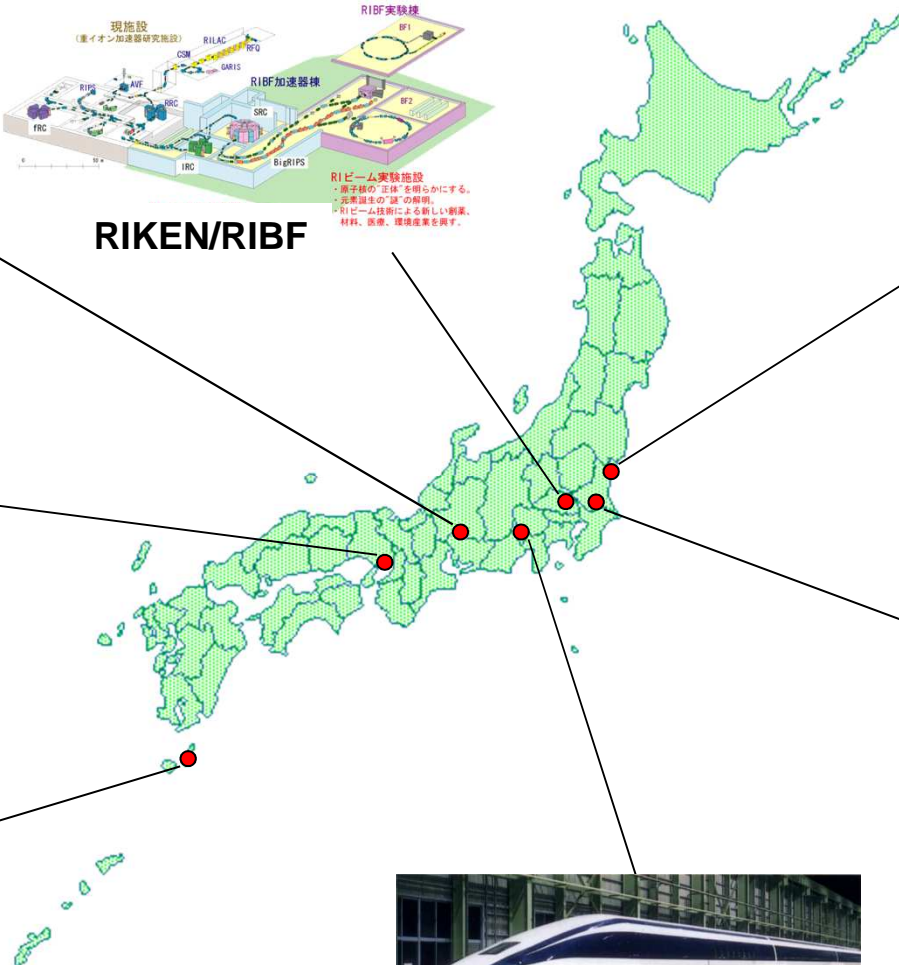 RIBF実験棟
現施設
(重イオン加速器研究施設)
BF1
RILAC
RFQ
CSM
GARIS
RIBF加速器棟
RIPS
AVF
RRC
BF2
SRC
fRC
0
50 m
IRC
BigRIPS
RIビーム実験施設
・原子核の"正体"を明らかにする。
・元素誕生の"謎"の解明。
・RIビーム技術による新しい創薬、
材料、医療、環境産業を興す。
RIKEN/RIBF